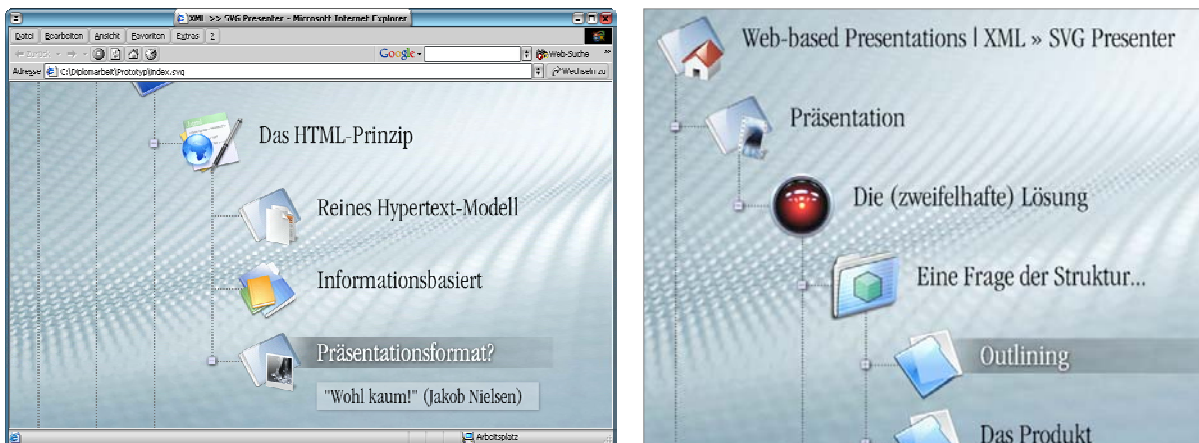 XML >> SVG Presenter - Microsoft Internet Explorer
Datei Bearbeiten Ansicht Favoriten Extras ?
Zurück Google Web-Suche »
Adresse C:\Diplomarbeit\Prototyp\index.svg Wechseln zu
Das HTML-Prinzip
Reines Hypertext-Modell
Informationsbasiert
Präsentationsformat?
"Wohl kaum!" (Jakob Nielsen)
Arbeitsplatz
Web-based Presentations | XML » SVG Presenter
Präsentation
Die (zweifelhafte) Lösung
Eine Frage der Struktur...
Outlining
Das Produkt